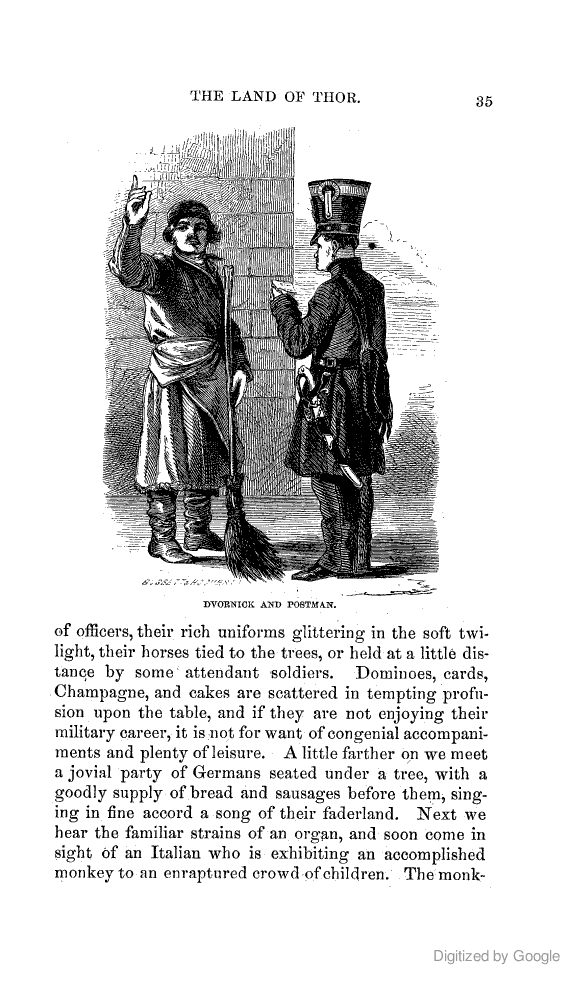 THE LAND OF THOR. 35
DVORNICK AND POSTMAN.
of officers, their rich uniforms glittering in the soft twi-
light, their horses tied to the trees, or held at a little dis-
tance by some attendant soldiers. Dominoes, cards,
Champagne, and cakes are scattered in tempting profu-
sion upon the table, and if they are not enjoying their
military career, it is not for want of congenial accompani-
ments and plenty of leisure. A little farther on we meet
a jovial party of Germans seated under a tree, with a
goodly supply of bread and sausages before them, sing-
ing in fine accord a song of their faderland. Next we
hear the familiar strains of an organ, and soon come in
sight of an Italian who is exhibiting an accomplished
monkey to an enraptured crowd of children. The monk-
Digitized by Google